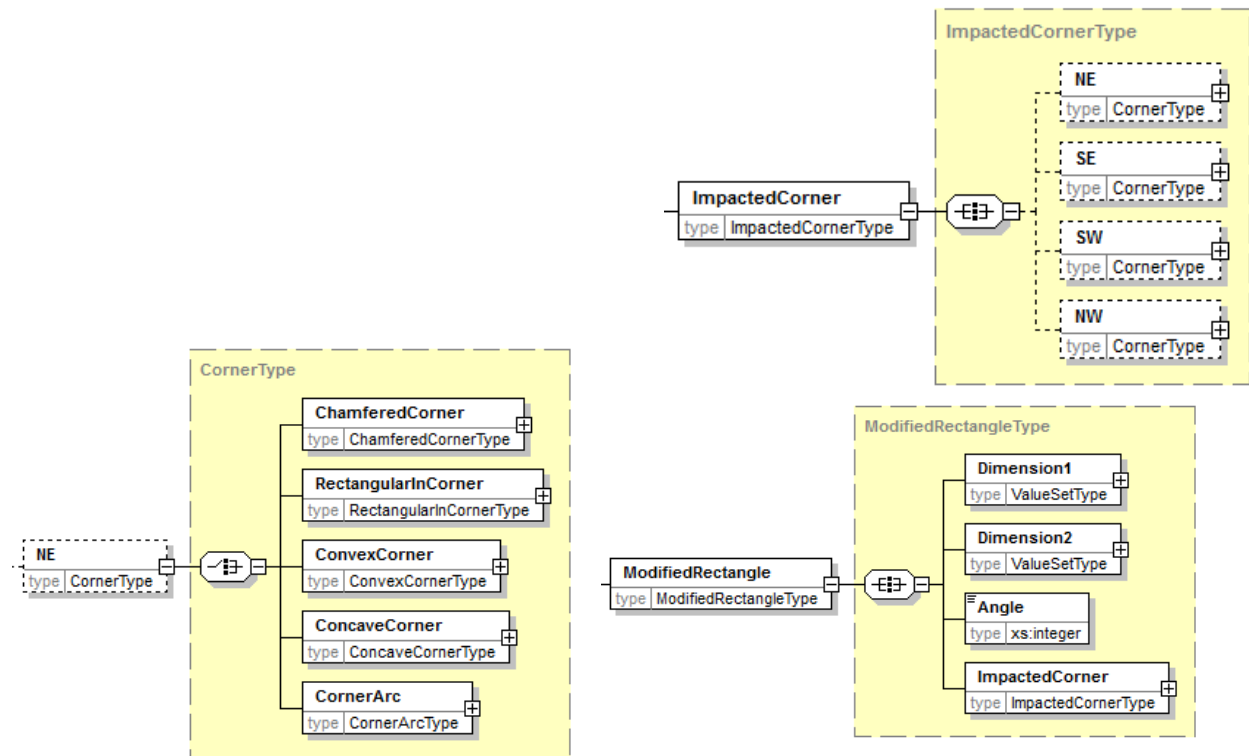 ImpactedCornerType
NE
type CornerType
SE
type CornerType
ImpactedCorner
type ImpactedCornerType
SW
type CornerType
NW
type CornerType
CornerType
ChamferedCorner
type ChamferedCornerType
RectangularInCorner
type RectangularInCornerType
NE
type CornerType
ConvexCorner
type ConvexCornerType
ConcaveCorner
type ConcaveCornerType
CornerArc
type CornerArcType
ModifiedRectangleType
Dimension1
type ValueSetType
Dimension2
type ValueSetType
ModifiedRectangle
type ModifiedRectangleType
Angle
type xs:integer
ImpactedCorner
type ImpactedCornerType